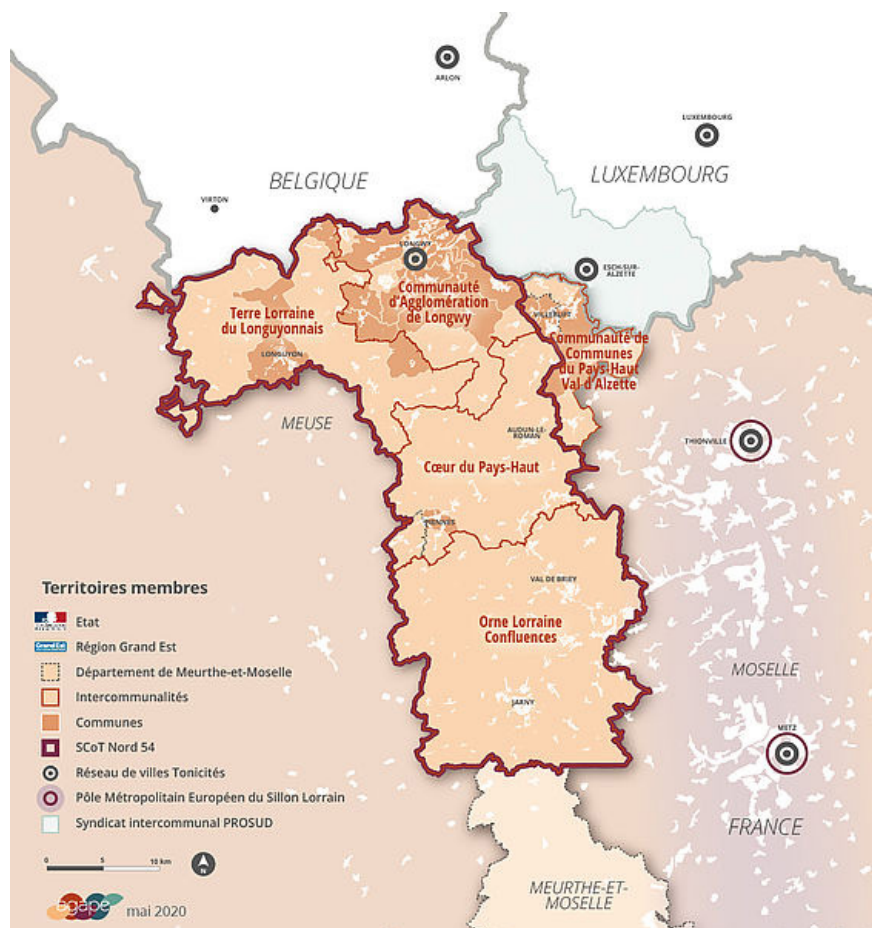 ARLON
LUXEMBOURG
BELGIQUE
LUXEMBOURG
VIRTON
LONGWY
ESCH-SUR-
ALZETTE
Communauté
d'Agglomération
de Longwy
Terre Lorraine
du Longuyonnais
VILLERUPT
Communauté de
Communes
du Pays-Haut
Val d'Alzette
LONGUYON
MEUSE
AUDUN-LE-
ROMAN
THIONVILLE
Cœur du Pays-Haut
VAL DE BRIEY
Orne Lorraine
Confluences
MOSELLE
JARNY
METZ
FRANCE
MEURTHE-ET-
MOSELLE
Territoires membres
Etat
Grand Est
Région Grand Est
Département de Meurthe-et-Moselle
Intercommunalités
Communes
SCoT Nord 54
Réseau de villes Tonicités
Pôle Métropolitain Européen du Sillon Lorrain
Syndicat intercommunal PROSUD
0 5 10 km
N
agape
mai 2020